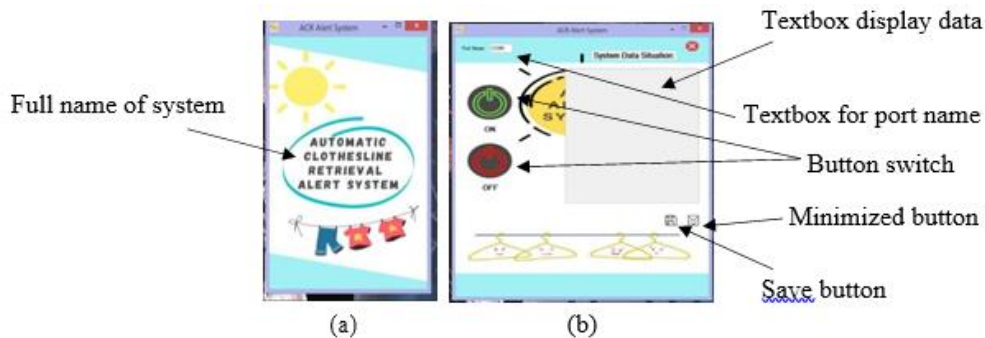 ACR Alert System
ACR Alert System
Textbox display data
System Data Situation
Full name of system
AUTOMATIC
CLOTHESLINE
RETRIEVAL
ALERT SYSTEM
ON
OFF
Textbox for port name
Button switch
Minimized button
Save button
(a)
(b)